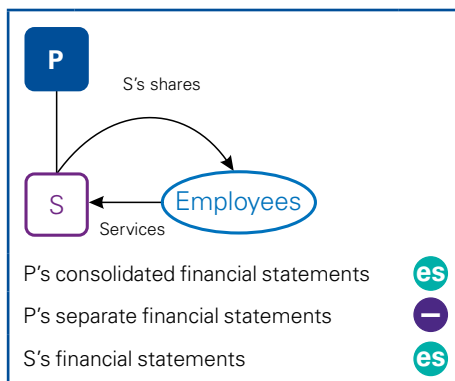 P
S's shares
S
Employees
Services
P's consolidated financial statements es
P's separate financial statements –
S's financial statements es